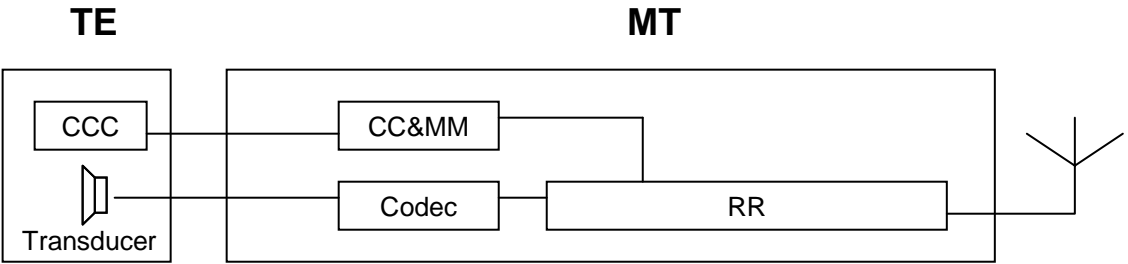 TE
MT
CCC
CC&MM
Codec
RR
Transducer